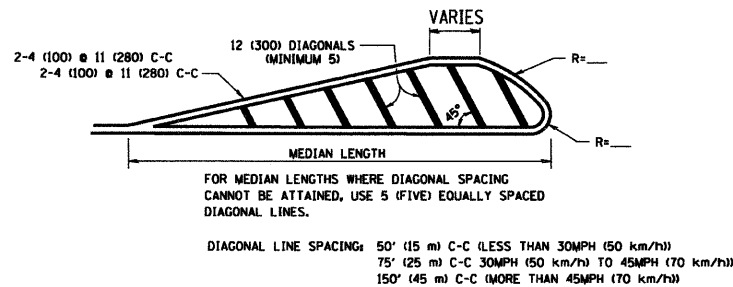 VARIES
12 (300) DIAGONALS
(MINIMUM 5)
2-4 (100) @ 11 (280) C-C
2-4 (100) @ 11 (280) C-C
R=___
45°
R=___
MEDIAN LENGTH
FOR MEDIAN LENGTHS WHERE DIAGONAL SPACING
CANNOT BE ATTAINED, USE 5 (FIVE) EQUALLY SPACED
DIAGONAL LINES.
DIAGONAL LINE SPACING: 50' (15 m) C-C (LESS THAN 30MPH (50 km/h))
75' (25 m) C-C 30MPH (50 km/h) TO 45MPH (70 km/h))
150' (45 m) C-C (MORE THAN 45MPH (70 km/h))